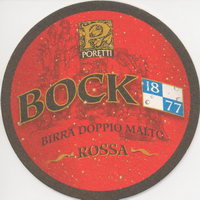 P
PORETTI
BOCK
18
77
BIRRA DOPPIO MALTO
ROSSA